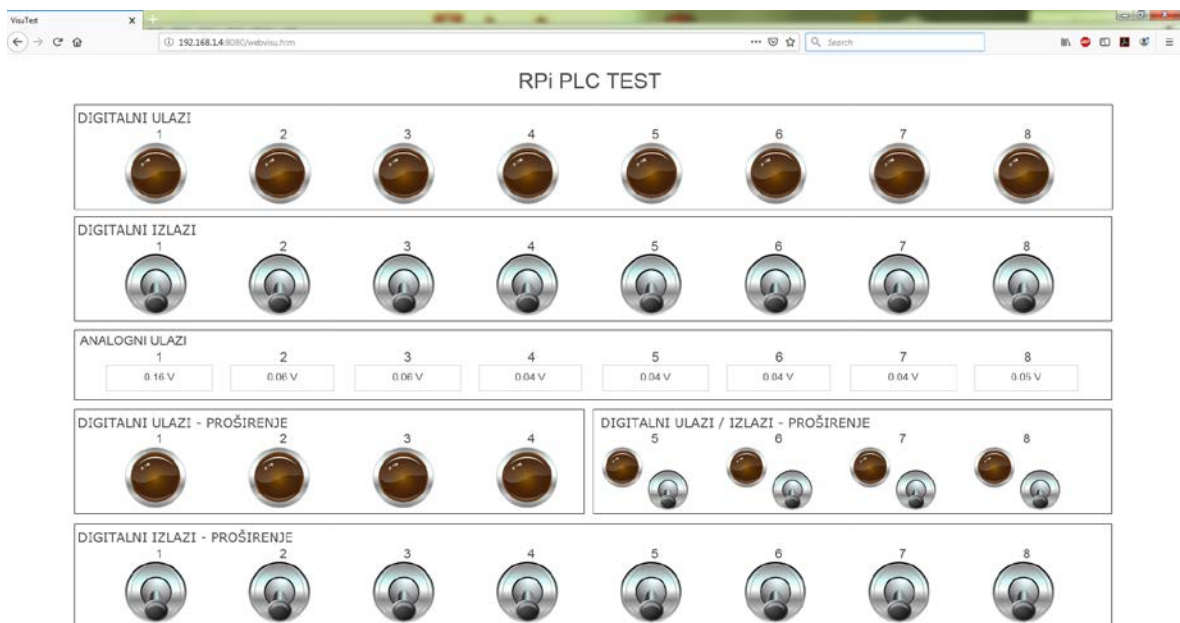 VisuTest x +
192.168.1.4:8080/webvisu.htm
Search
RPi PLC TEST
DIGITALNI ULAZI
1 2 3 4 5 6 7 8
DIGITALNI IZLAZI
1 2 3 4 5 6 7 8
ANALOGNI ULAZI
1 2 3 4 5 6 7 8
0.16 V 0.06 V 0.06 V 0.04 V 0.04 V 0.04 V 0.04 V 0.05 V
DIGITALNI ULAZI - PROŠIRENJE
1 2 3 4
DIGITALNI ULAZI / IZLAZI - PROŠIRENJE
5 6 7 8
DIGITALNI IZLAZI - PROŠIRENJE
1 2 3 4 5 6 7 8